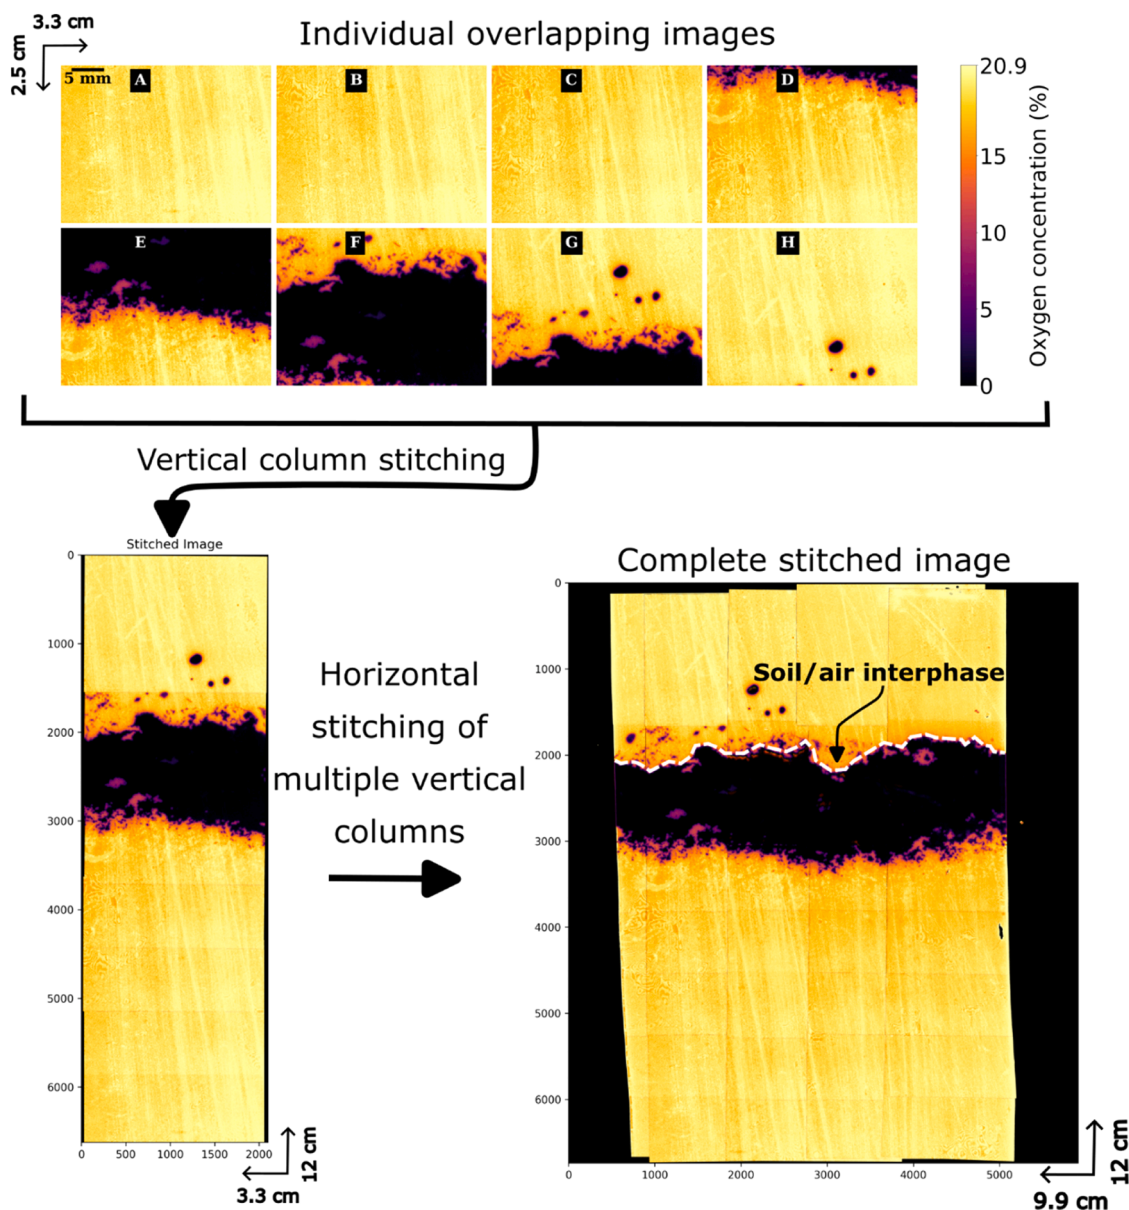 3.3 cm
2.5 cm
Individual overlapping images
5 mm
A
B
C
D
E
F
G
H
20.9
15
10
5
0
Oxygen concentration (%)
Vertical column stitching
Stitched Image
0
1000
2000
3000
4000
5000
6000
0 500 1000 1500 2000
3.3 cm
12 cm
Horizontal
stitching of
multiple vertical
columns
Complete stitched image
Soil/air interphase
0
1000
2000
3000
4000
5000
6000
0 1000 2000 3000 4000 5000
9.9 cm
12 cm